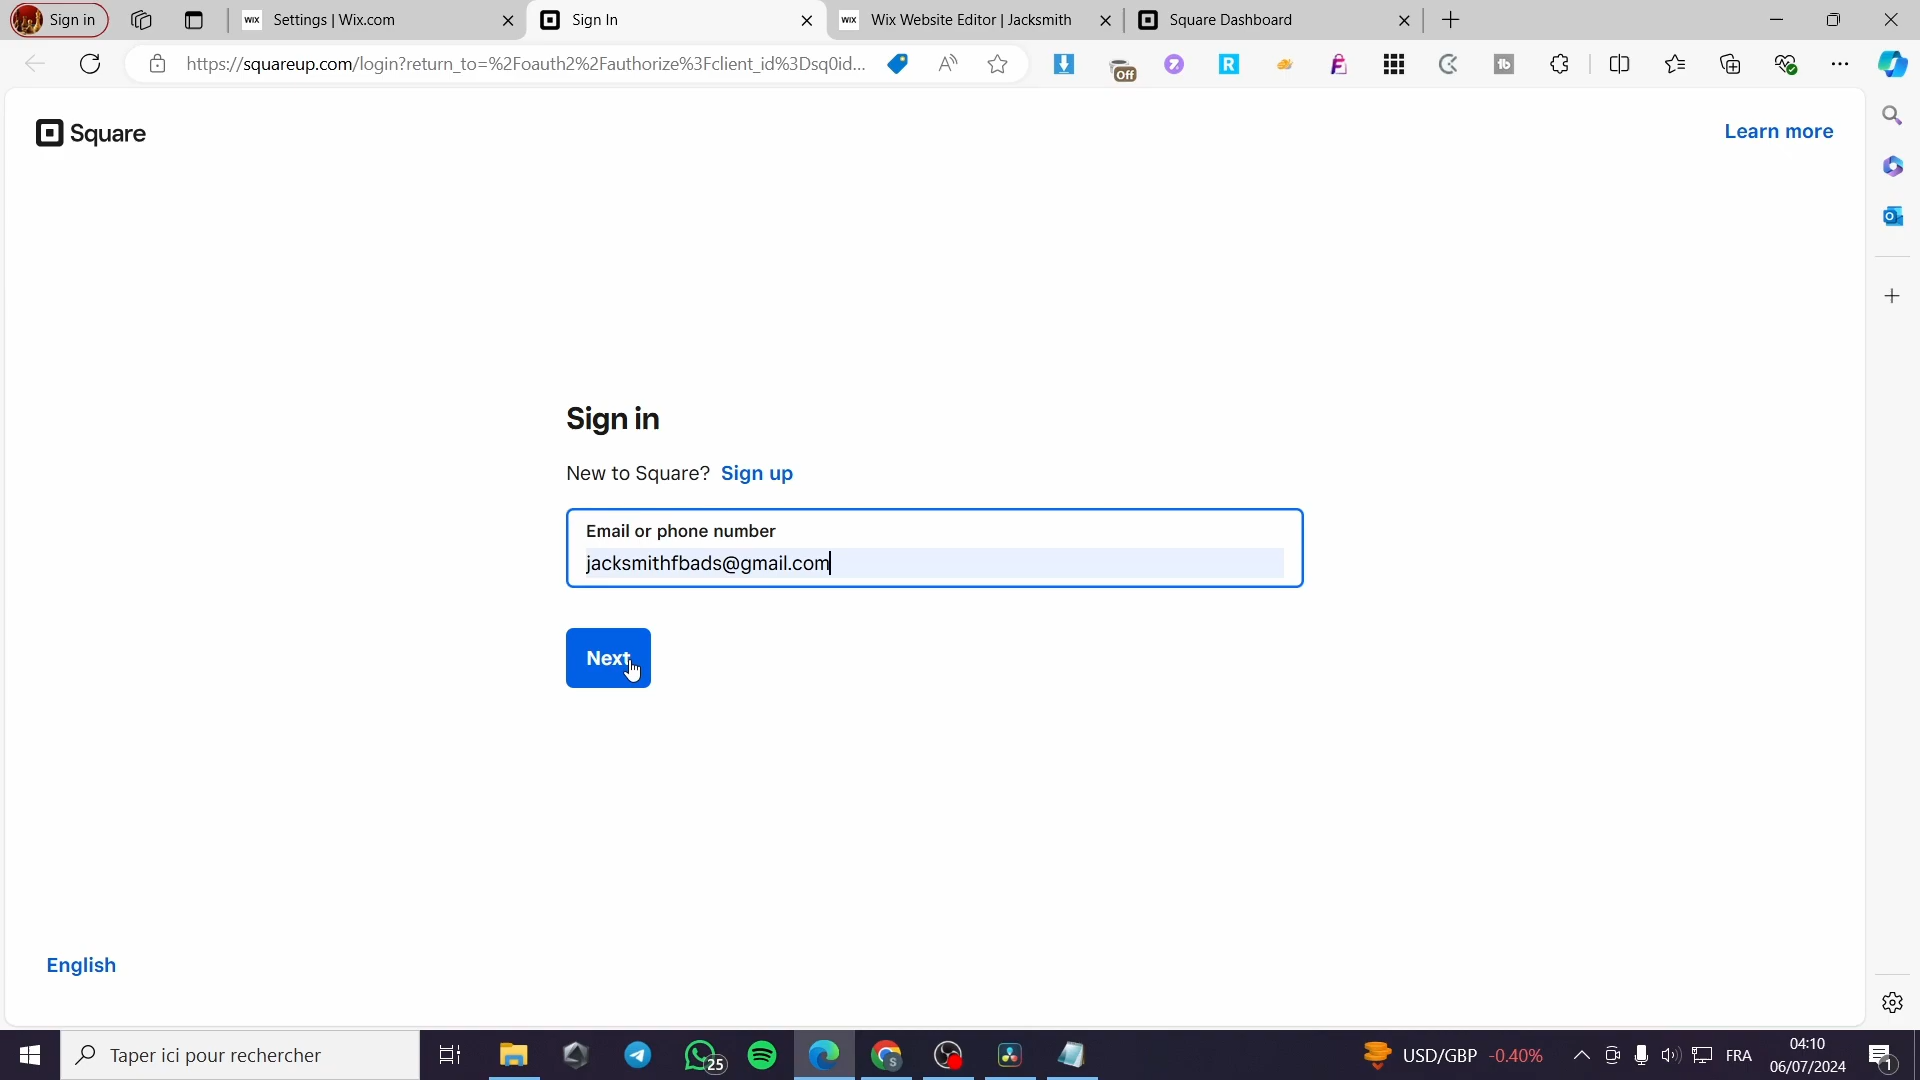 Sign in
Settings | Wix.com
Sign In
Wix Website Editor | Jacksmith
Square Dashboard
https://squareup.com/login?return_to=%2Foauth2%2Fauthorize%3Fclient_id%3Dsq0id...
Off
Square
Learn more
Sign in
New to Square? Sign up
Email or phone number
jacksmithfbads@gmail.com
Next
English
Taper ici pour rechercher
25
USD/GBP -0.40%
FRA
04:10
06/07/2024
1